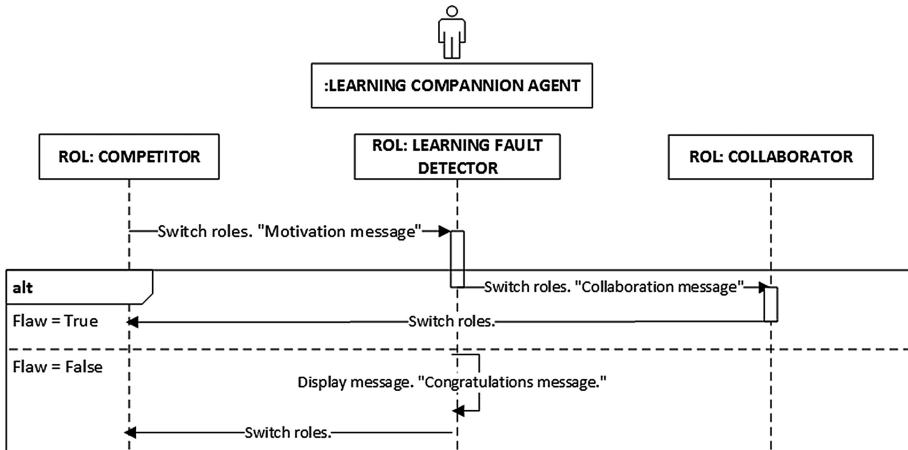 :LEARNING COMPANNION AGENT
ROL: COMPETITOR
ROL: LEARNING FAULT
DETECTOR
ROL: COLLABORATOR
Switch roles. "Motivation message"
alt
Switch roles. "Collaboration message"
Flaw = True
Switch roles.
Flaw = False
Display message. "Congratulations message."
Switch roles.